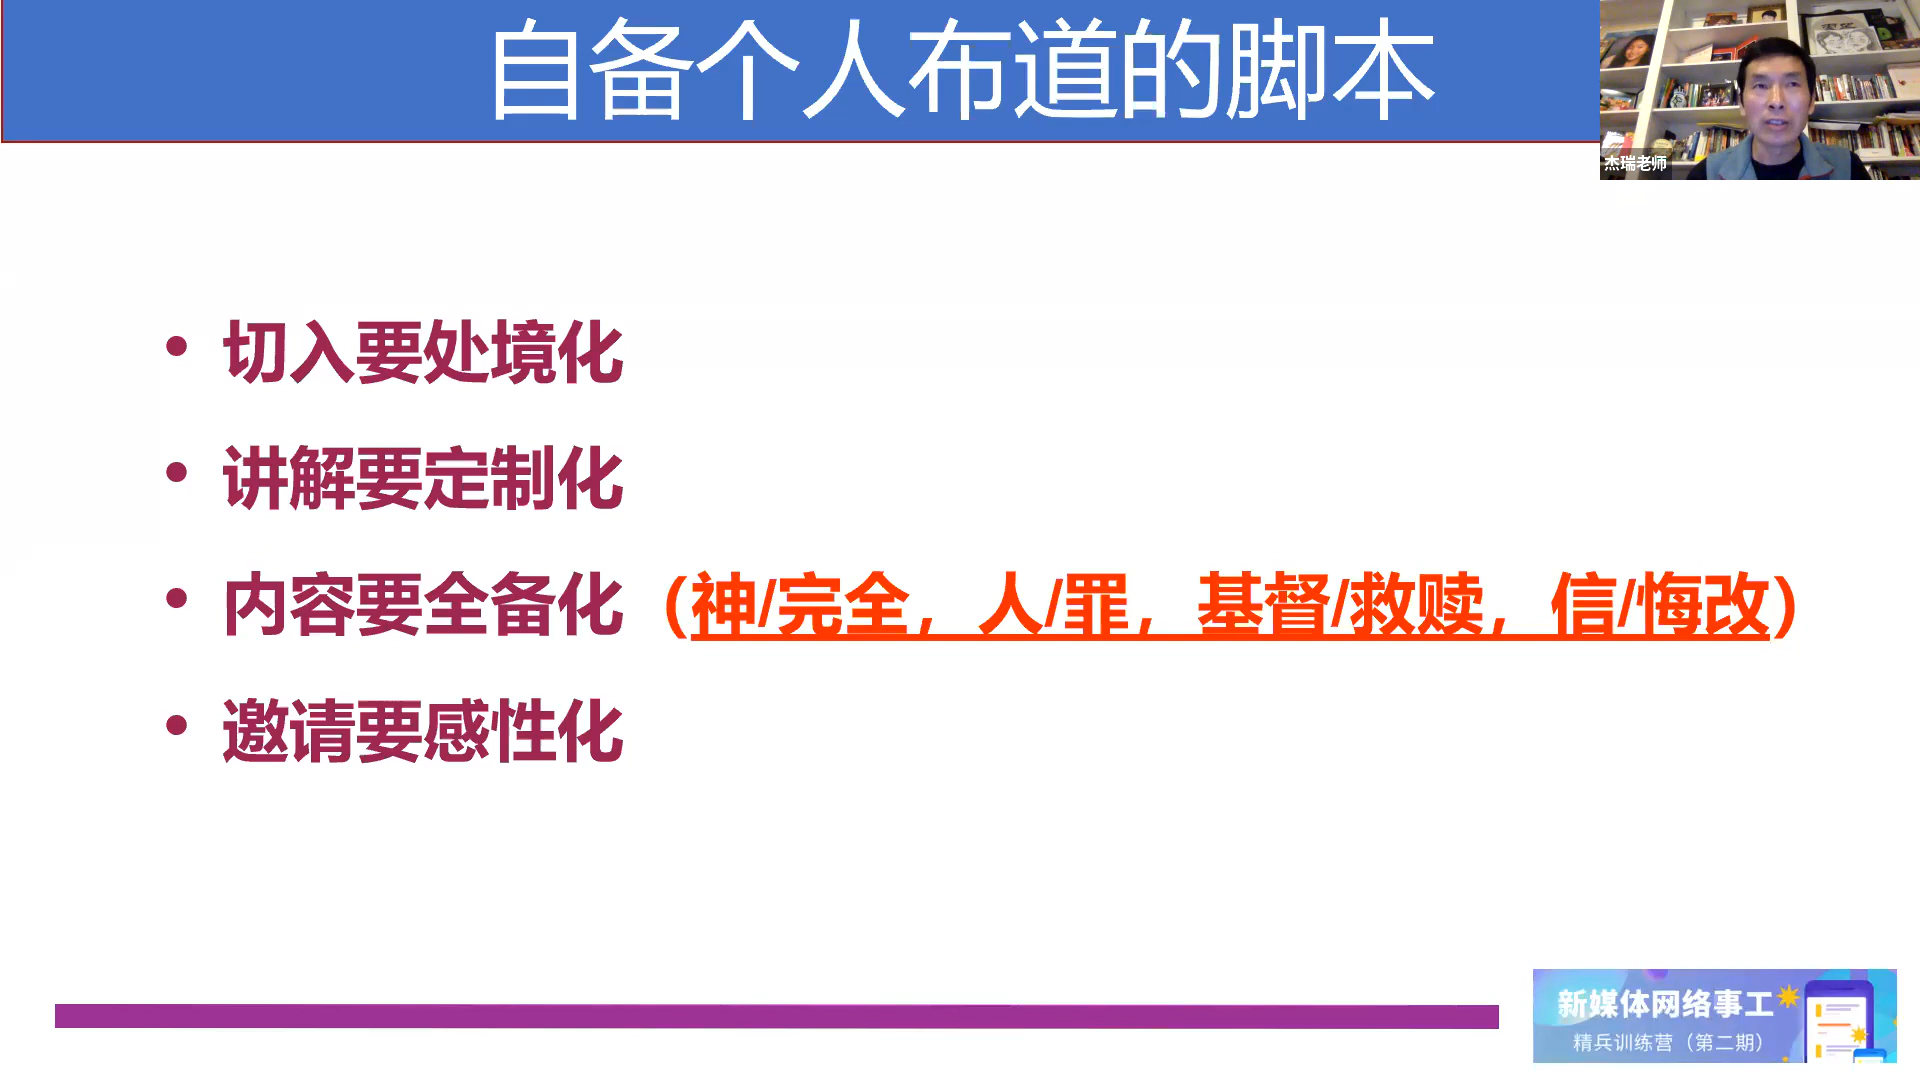 自备个人布道的脚本
杰瑞老师
• 切入要处境化
• 讲解要定制化
• 内容要全备化（神/完全，人/罪，基督/救赎，信/悔改）
• 邀请要感性化
新媒体网络事工
精兵训练营（第二期）